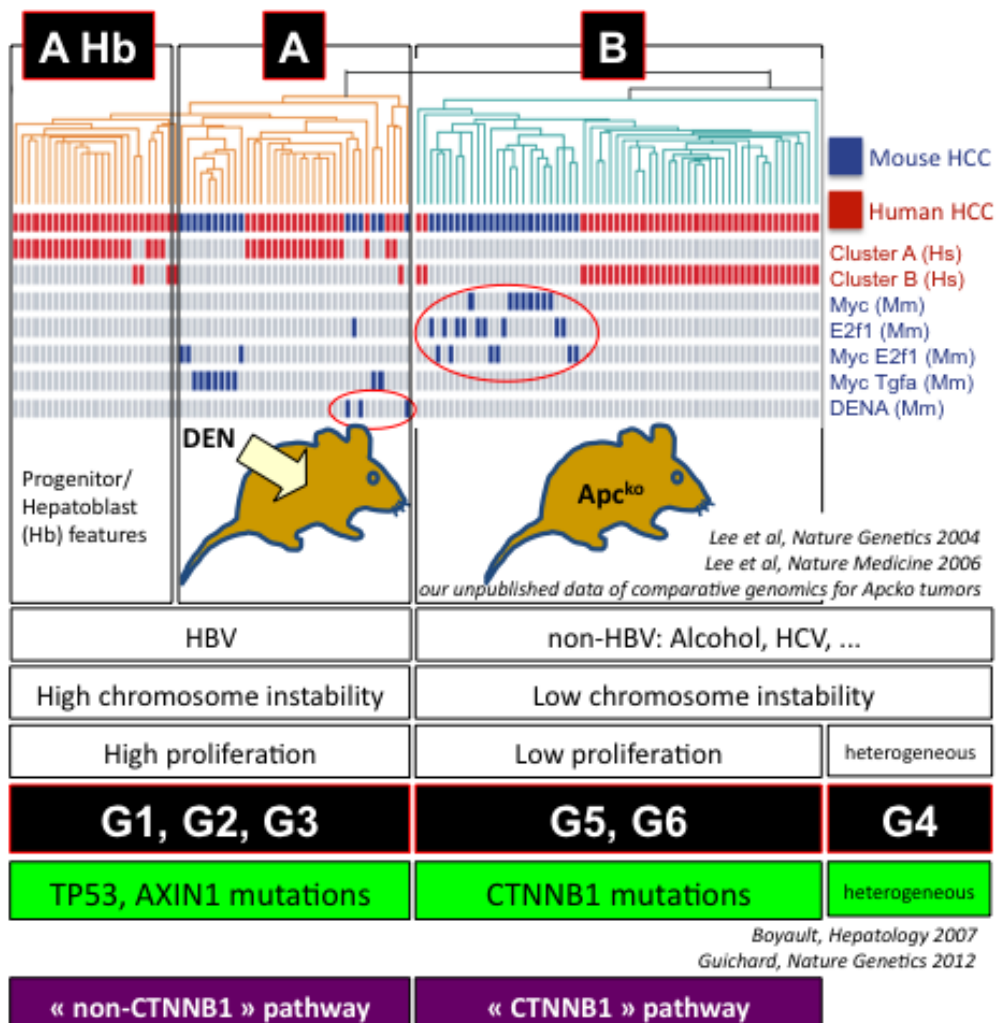 A Hb
A
B
Mouse HCC
Human HCC
Cluster A (Hs)
Cluster B (Hs)
Myc (Mm)
E2f1 (Mm)
Myc E2f1 (Mm)
Myc Tgfa (Mm)
DENA (Mm)
DEN
Progenitor/
Hepatoblast
(Hb) features
Apcko
Lee et al, Nature Genetics 2004
Lee et al, Nature Medicine 2006
our unpublished data of comparative genomics for Apcko tumors
HBV
non-HBV: Alcohol, HCV, ...
High chromosome instability
Low chromosome instability
High proliferation
Low proliferation
heterogeneous
G1, G2, G3
G5, G6
G4
TP53, AXIN1 mutations
CTNNB1 mutations
heterogeneous
Boyault, Hepatology 2007
Guichard, Nature Genetics 2012
« non-CTNNB1 » pathway
« CTNNB1 » pathway